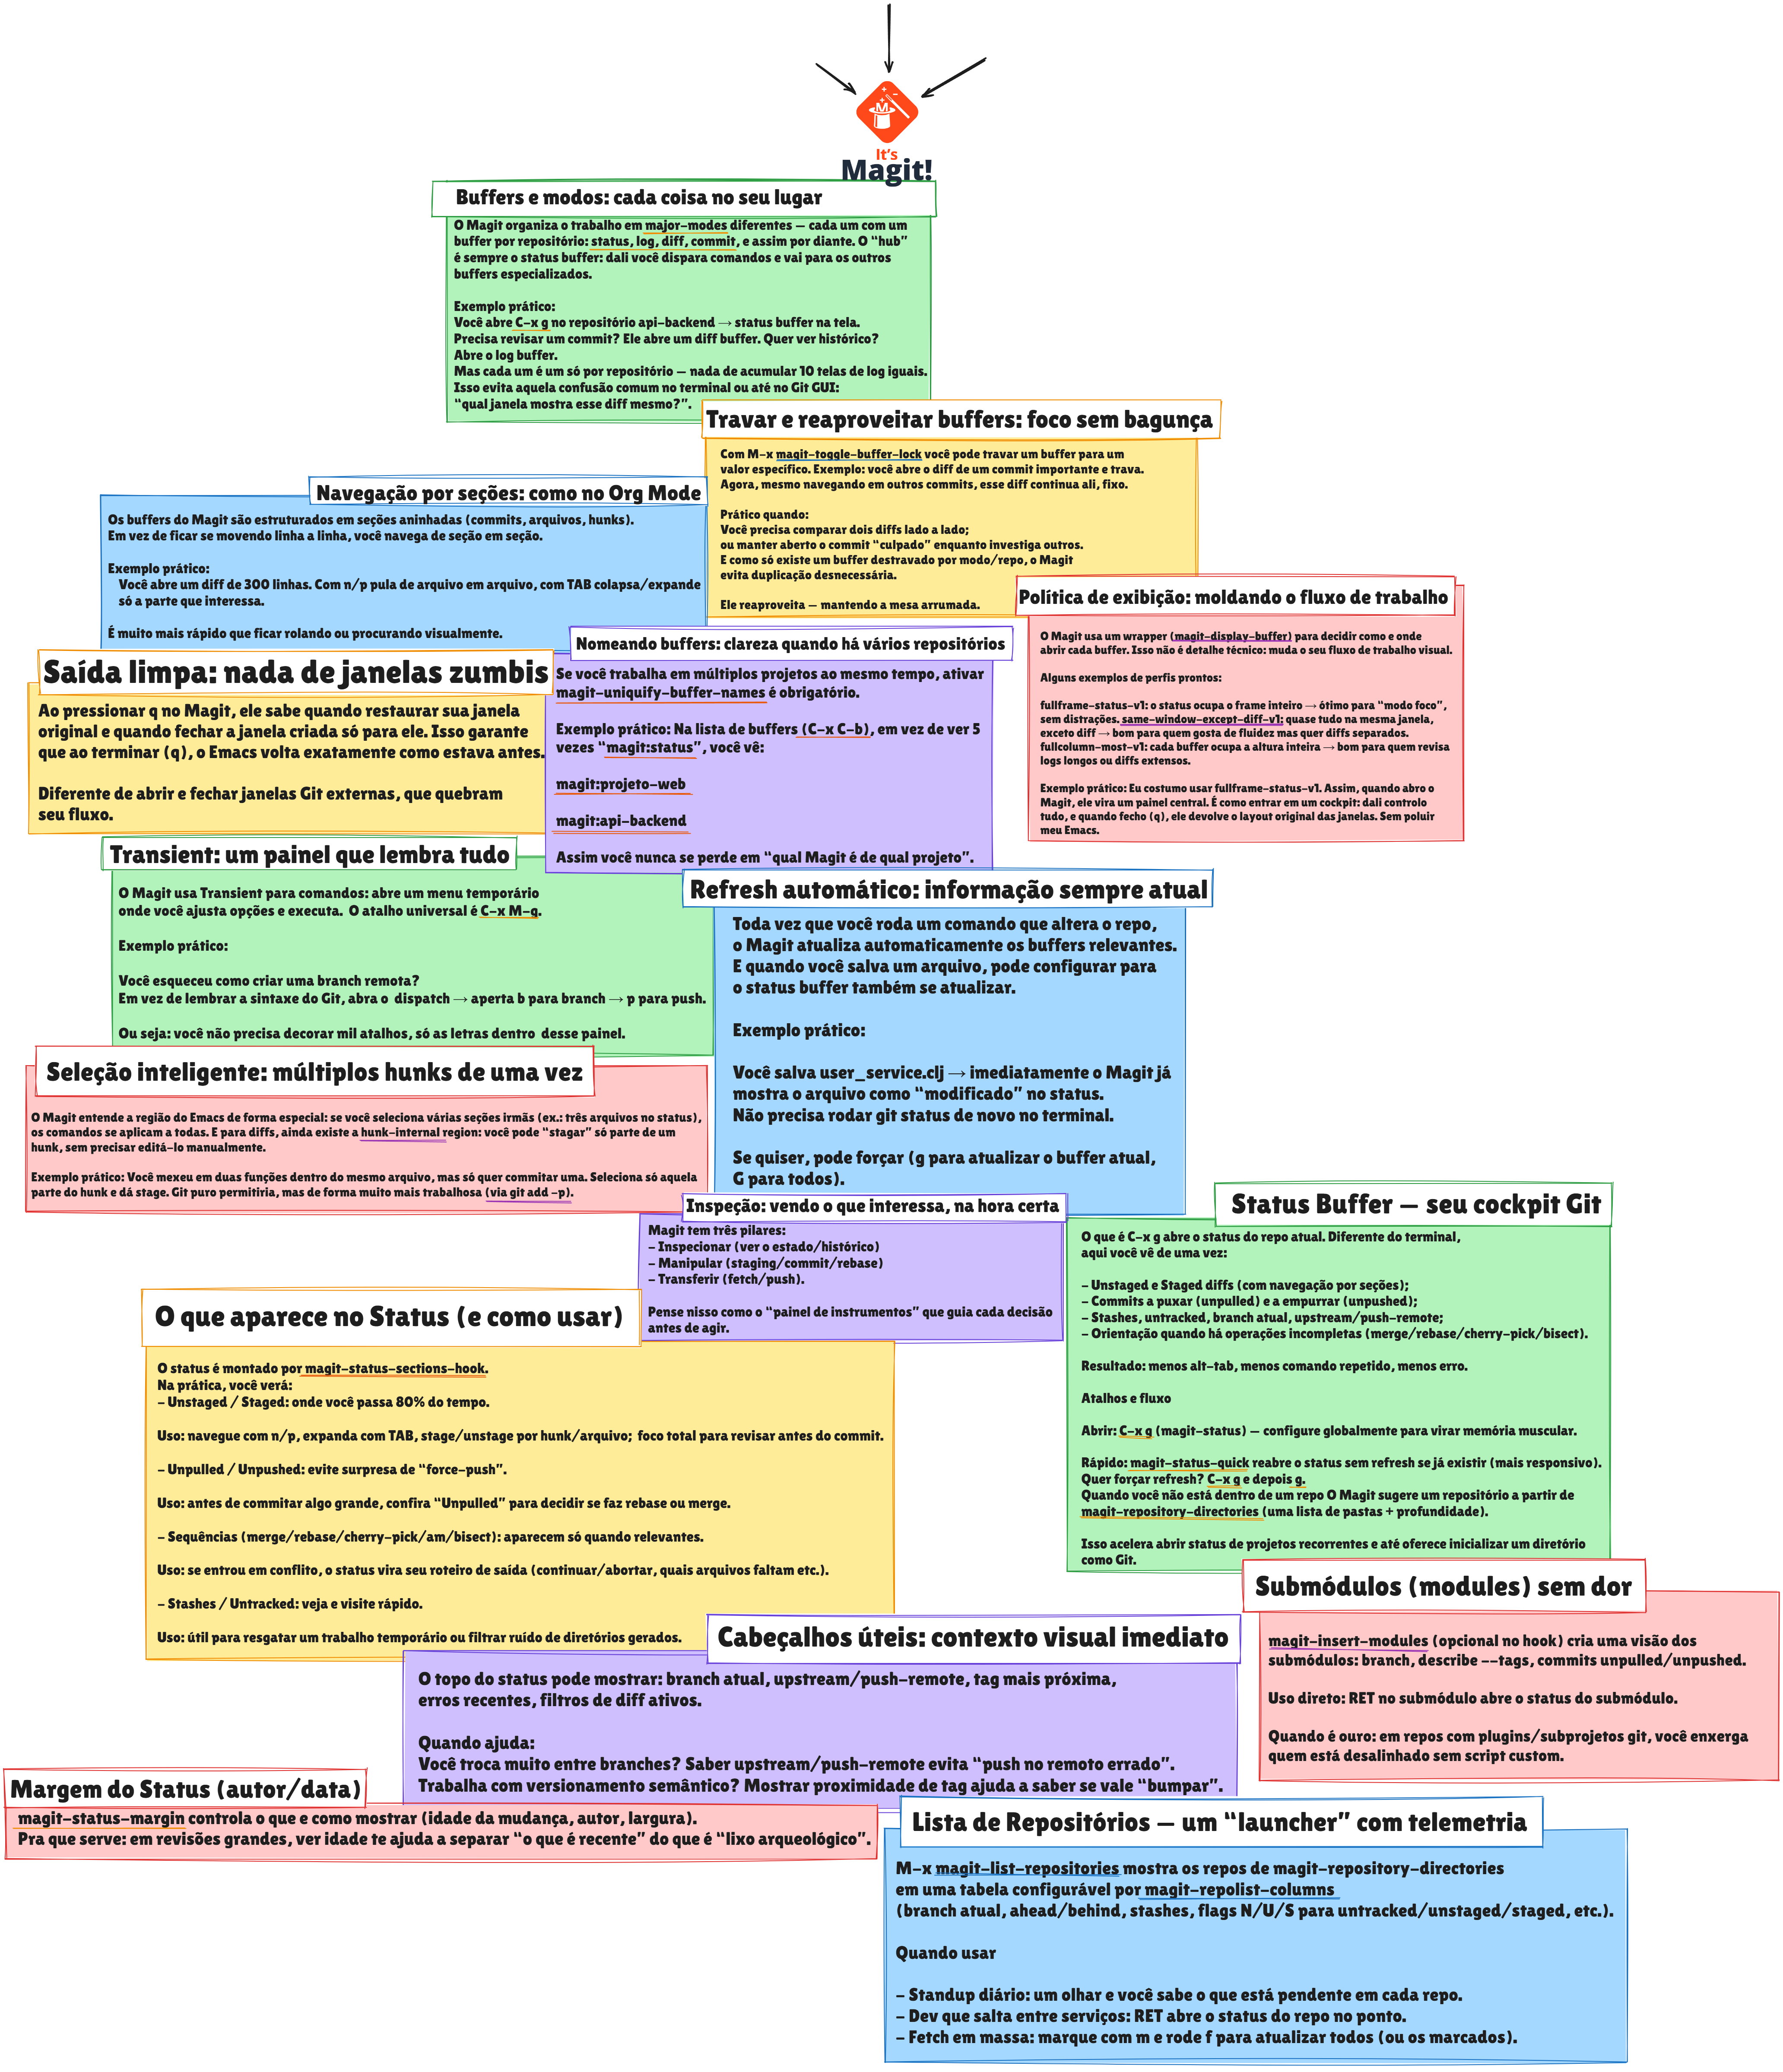 It's
Magit!
Buffers e modos: cada coisa no seu lugar
O Magit organiza o trabalho em major-modes diferentes — cada um com um
buffer por repositório: status, log, diff, commit, e assim por diante. O “hub”
é sempre o status buffer: dali você dispara comandos e vai para os outros
buffers especializados.
Exemplo prático:
Você abre C-x g no repositório api-backend → status buffer na tela.
Precisa revisar um commit? Ele abre um diff buffer. Quer ver histórico?
Abre o log buffer.
Mas cada um é um só por repositório — nada de acumular 10 telas de log iguais.
Isso evita aquela confusão comum no terminal ou até no Git GUI:
“qual janela mostra esse diff mesmo?”.
Travar e reaproveitar buffers: foco sem bagunça
Com M-x magit-toggle-buffer-lock você pode travar um buffer para um
valor específico. Exemplo: você abre o diff de um commit importante e trava.
Agora, mesmo navegando em outros commits, esse diff continua ali, fixo.
Prático quando:
Você precisa comparar dois diffs lado a lado;
ou manter aberto o commit “culpado” enquanto investiga outros.
E como só existe um buffer destravado por modo/repo, o Magit
evita duplicação desnecessária.
Ele reaproveita — mantendo a mesa arrumada.
Navegação por seções: como no Org Mode
Os buffers do Magit são estruturados em seções aninhadas (commits, arquivos, hunks).
Em vez de ficar se movendo linha a linha, você navega de seção em seção.
Exemplo prático:
Você abre um diff de 300 linhas. Com n/p pula de arquivo em arquivo, com TAB colapsa/expande
só a parte que interessa.
É muito mais rápido que ficar rolando ou procurando visualmente.
Política de exibição: moldando o fluxo de trabalho
O Magit usa um wrapper (magit-display-buffer) para decidir como e onde
abrir cada buffer. Isso não é detalhe técnico: muda o seu fluxo de trabalho visual.
Alguns exemplos de perfis prontos:
fullframe-status-v1: o status ocupa o frame inteiro → ótimo para “modo foco”,
sem distrações. same-window-except-diff-v1: quase tudo na mesma janela,
exceto diff → bom para quem gosta de fluidez mas quer diffs separados.
fullcolumn-most-v1: cada buffer ocupa a altura inteira → bom para quem revisa
logs longos ou diffs extensos.
Exemplo prático: Eu costumo usar fullframe-status-v1. Assim, quando abro o
Magit, ele vira um painel central. É como entrar em um cockpit: dali controlo
tudo, e quando fecho (q), ele devolve o layout original das janelas. Sem poluir
meu Emacs.
Nomeando buffers: clareza quando há vários repositórios
Se você trabalha em múltiplos projetos ao mesmo tempo, ativar
magit-uniquify-buffer-names é obrigatório.
Exemplo prático: Na lista de buffers (C-x C-b), em vez de ver 5
vezes “magit:status”, você vê:
magit:projeto-web
magit:api-backend
Assim você nunca se perde em “qual Magit é de qual projeto”.
Saída limpa: nada de janelas zumbis
Ao pressionar q no Magit, ele sabe quando restaurar sua janela
original e quando fechar a janela criada só para ele. Isso garante
que ao terminar (q), o Emacs volta exatamente como estava antes.
Diferente de abrir e fechar janelas Git externas, que quebram
seu fluxo.
Transient: um painel que lembra tudo
O Magit usa Transient para comandos: abre um menu temporário
onde você ajusta opções e executa. O atalho universal é C-x M-g.
Exemplo prático:
Você esqueceu como criar uma branch remota?
Em vez de lembrar a sintaxe do Git, abra o dispatch → aperta b para branch → p para push.
Ou seja: você não precisa decorar mil atalhos, só as letras dentro desse painel.
Refresh automático: informação sempre atual
Toda vez que você roda um comando que altera o repo,
o Magit atualiza automaticamente os buffers relevantes.
E quando você salva um arquivo, pode configurar para
o status buffer também se atualizar.
Exemplo prático:
Você salva user_service.clj → imediatamente o Magit já
mostra o arquivo como “modificado” no status.
Não precisa rodar git status de novo no terminal.
Se quiser, pode forçar (g para atualizar o buffer atual,
G para todos).
Seleção inteligente: múltiplos hunks de uma vez
O Magit entende a região do Emacs de forma especial: se você seleciona várias seções irmãs (ex.: três arquivos no status),
os comandos se aplicam a todas. E para diffs, ainda existe a hunk-internal region: você pode “stagar” só parte de um
hunk, sem precisar editá-lo manualmente.
Exemplo prático: Você mexeu em duas funções dentro do mesmo arquivo, mas só quer commitar uma. Seleciona só aquela
parte do hunk e dá stage. Git puro permitiria, mas de forma muito mais trabalhosa (via git add -p).
Inspeção: vendo o que interessa, na hora certa
Magit tem três pilares:
- Inspecionar (ver o estado/histórico)
- Manipular (staging/commit/rebase)
- Transferir (fetch/push).
Pense nisso como o “painel de instrumentos” que guia cada decisão
antes de agir.
Status Buffer — seu cockpit Git
O que é C-x g abre o status do repo atual. Diferente do terminal,
aqui você vê de uma vez:
- Unstaged e Staged diffs (com navegação por seções);
- Commits a puxar (unpulled) e a empurrar (unpushed);
- Stashes, untracked, branch atual, upstream/push-remote;
- Orientação quando há operações incompletas (merge/rebase/cherry-pick/bisect).
Resultado: menos alt-tab, menos comando repetido, menos erro.
Atalhos e fluxo
Abrir: C-x g (magit-status) — configure globalmente para virar memória muscular.
Rápido: magit-status-quick reabre o status sem refresh se já existir (mais responsivo).
Quer forçar refresh? C-x g e depois g.
Quando você não está dentro de um repo O Magit sugere um repositório a partir de
magit-repository-directories (uma lista de pastas + profundidade).
Isso acelera abrir status de projetos recorrentes e até oferece inicializar um diretório
como Git.
O que aparece no Status (e como usar)
O status é montado por magit-status-sections-hook.
Na prática, você verá:
- Unstaged / Staged: onde você passa 80% do tempo.
Uso: navegue com n/p, expanda com TAB, stage/unstage por hunk/arquivo; foco total para revisar antes do commit.
- Unpulled / Unpushed: evite surpresa de “force-push”.
Uso: antes de commitar algo grande, confira “Unpulled” para decidir se faz rebase ou merge.
- Sequências (merge/rebase/cherry-pick/am/bisect): aparecem só quando relevantes.
Uso: se entrou em conflito, o status vira seu roteiro de saída (continuar/abortar, quais arquivos faltam etc.).
- Stashes / Untracked: veja e visite rápido.
Uso: útil para resgatar um trabalho temporário ou filtrar ruído de diretórios gerados.
Submódulos (modules) sem dor
magit-insert-modules (opcional no hook) cria uma visão dos
submódulos: branch, describe --tags, commits unpulled/unpushed.
Uso direto: RET no submódulo abre o status do submódulo.
Quando é ouro: em repos com plugins/subprojetos git, você enxerga
quem está desalinhado sem script custom.
Cabeçalhos úteis: contexto visual imediato
O topo do status pode mostrar: branch atual, upstream/push-remote, tag mais próxima,
erros recentes, filtros de diff ativos.
Quando ajuda:
Você troca muito entre branches? Saber upstream/push-remote evita “push no remoto errado”.
Trabalha com versionamento semântico? Mostrar proximidade de tag ajuda a saber se vale “bumpar”.
Margem do Status (autor/data)
magit-status-margin controla o que e como mostrar (idade da mudança, autor, largura).
Pra que serve: em revisões grandes, ver idade te ajuda a separar “o que é recente” do que é “lixo arqueológico”.
Lista de Repositórios — um “launcher” com telemetria
M-x magit-list-repositories mostra os repos de magit-repository-directories
em uma tabela configurável por magit-repolist-columns
(branch atual, ahead/behind, stashes, flags N/U/S para untracked/unstaged/staged, etc.).
Quando usar
- Standup diário: um olhar e você sabe o que está pendente em cada repo.
- Dev que salta entre serviços: RET abre o status do repo no ponto.
- Fetch em massa: marque com m e rode f para atualizar todos (ou os marcados).